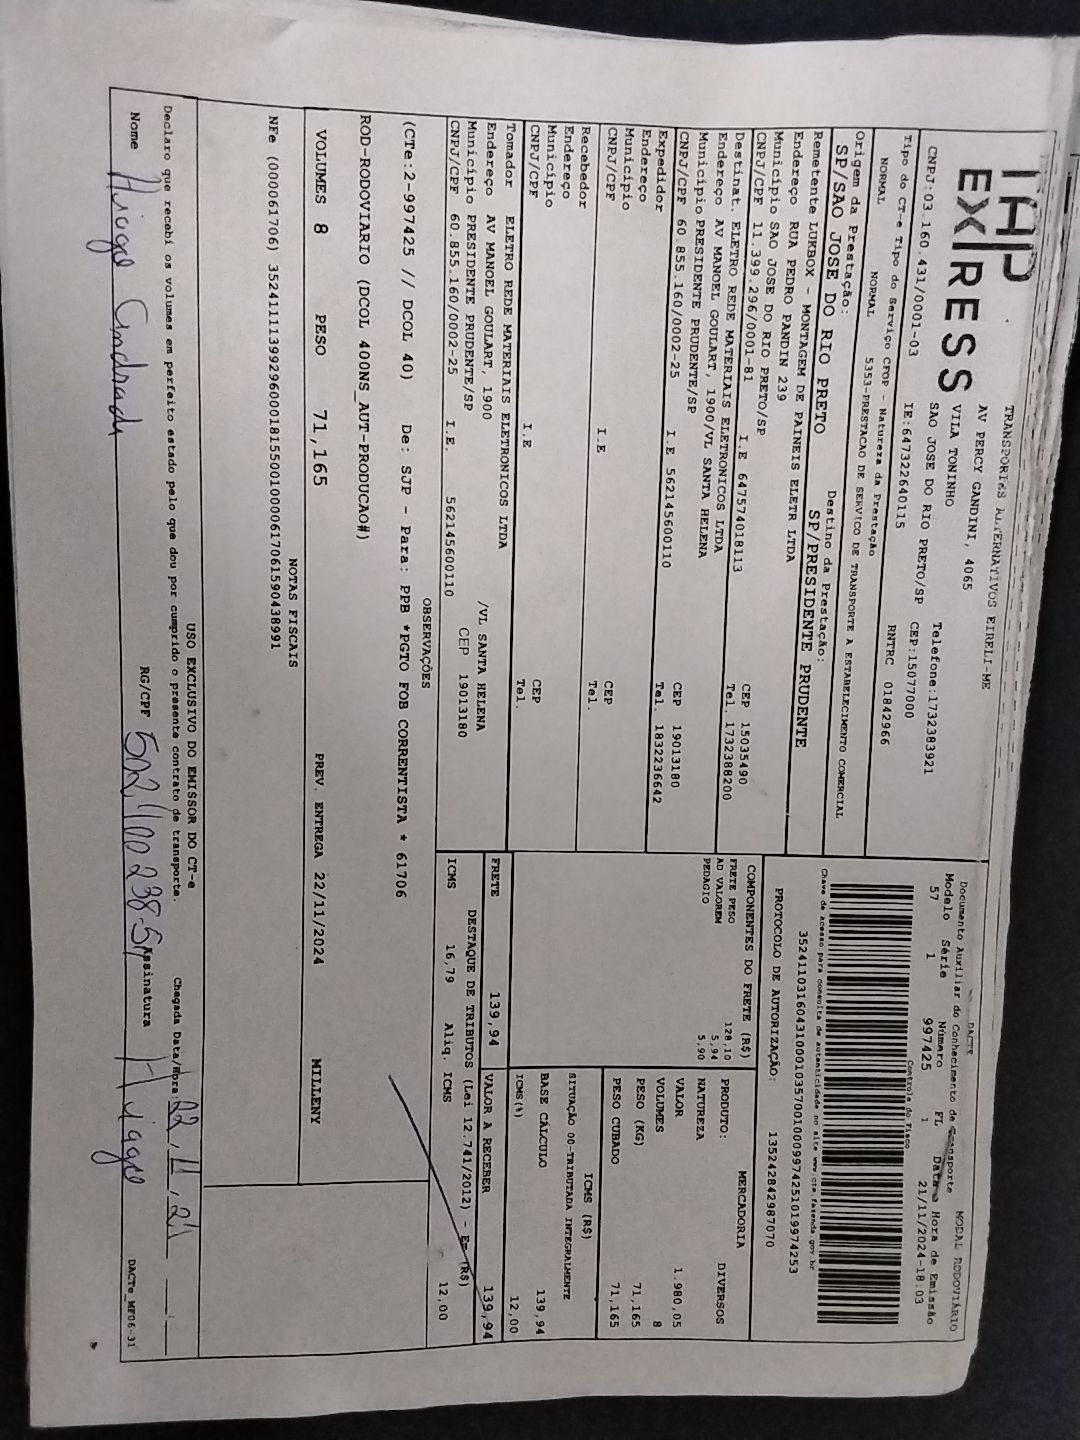 THP
EX/RESS
TRANSPORTES ALTERNATIVOS EIRELI-ME
AV PERCY GANDINI, 4065
VILA TONINHO
SAO JOSE DO RIO PRETO/SP CEP:15077000
Telefone:1732383921
CNPJ:03.160.431/0001-03 IE:647322640115 RNTRC 01842966
Tipo do CT-e Tipo do Serviço CFOP - Natureza da Prestação
NORMAL NORMAL 5353-PRESTACAO DE SERVICO DE TRANSPORTE A ESTABELECIMENTO COMERCIAL
Origem da Prestação: Destino da Prestação:
SP/SAO JOSE DO RIO PRETO SP/PRESIDENTE PRUDENTE
Remetente LUKBOX - MONTAGEM DE PAINEIS ELETR LTDA
Endereço RUA PEDRO PANDIN 239
Município SAO JOSE DO RIO PRETO/SP CEP 15035490
CNPJ/CPF 11.399.296/0001-81 I.E 647574018113 Tel. 1732388200
Destinat. ELETRO REDE MATERIAIS ELETRONICOS LTDA
Endereço AV MANOEL GOULART, 1900/VL SANTA HELENA
Município PRESIDENTE PRUDENTE/SP CEP 19013180
CNPJ/CPF 60.855.160/0002-25 I.E 562145600110 Tel. 1832236642
Expedidor
Endereço
Município CEP
CNPJ/CPF I.E Tel.
Recebedor
Endereço
Município CEP
CNPJ/CPF I.E Tel.
Tomador ELETRO REDE MATERIAIS ELETRONICOS LTDA
Endereço AV MANOEL GOULART, 1900 /VL SANTA HELENA
Município PRESIDENTE PRUDENTE/SP CEP 19013180
CNPJ/CPF 60.855.160/0002-25 I.E. 562145600110
DACTE MODAL RODOVIÁRIO
Documento Auxiliar do Conhecimento de Transporte
Modelo Série Número FL Data e Hora de Emissão
57 1 997425 1 21/11/2024-18:03
Controle do Fisco
Chave de acesso para consulta de autenticidade no site www.cte.fazenda.gov.br
35241103160431000103570010009974251019974253
PROTOCOLO DE AUTORIZAÇÃO: 135242842987070
COMPONENTES DO FRETE (R$)
FRETE PESO 128,10
AD VALOREM 5,94
PEDAGIO 5,90
MERCADORIA
PRODUTO: DIVERSOS
NATUREZA
VALOR 1.980,05
VOLUMES 8
PESO (KG) 71,165
PESO CUBADO 71,165
ICMS (R$)
SITUAÇÃO 00-TRIBUTADA INTEGRALMENTE
BASE CÁLCULO 139,94
ICMS(%) 12,00
FRETE 139,94 VALOR A RECEBER 139,94
DESTAQUE DE TRIBUTOS (Lei 12.741/2012) - Em (R$)
ICMS 16,79 Aliq. ICMS 12,00
OBSERVAÇÕES
(CTe:2-997425 // DCOL 40) De: SJP - Para: PPB *PGTO FOB CORRENTISTA * 61706
ROD-RODOVIARIO (DCOL 400NS_AUT-PRODUCAO#)
VOLUMES 8 PESO 71,165 PREV. ENTREGA 22/11/2024 MILLENY
NOTAS FISCAIS
NFe (000061706) 35241111399296000181550010000617061590438991
USO EXCLUSIVO DO EMISSOR DO CT-e
Declaro que recebi os volumes em perfeito estado pelo que dou por cumprido o presente contrato de transporte.
Chegada Data/Hora: 22, 11, 24
Nome Hiago Andrade RG/CPF Assinatura Hiago
DACTe_MF06-31